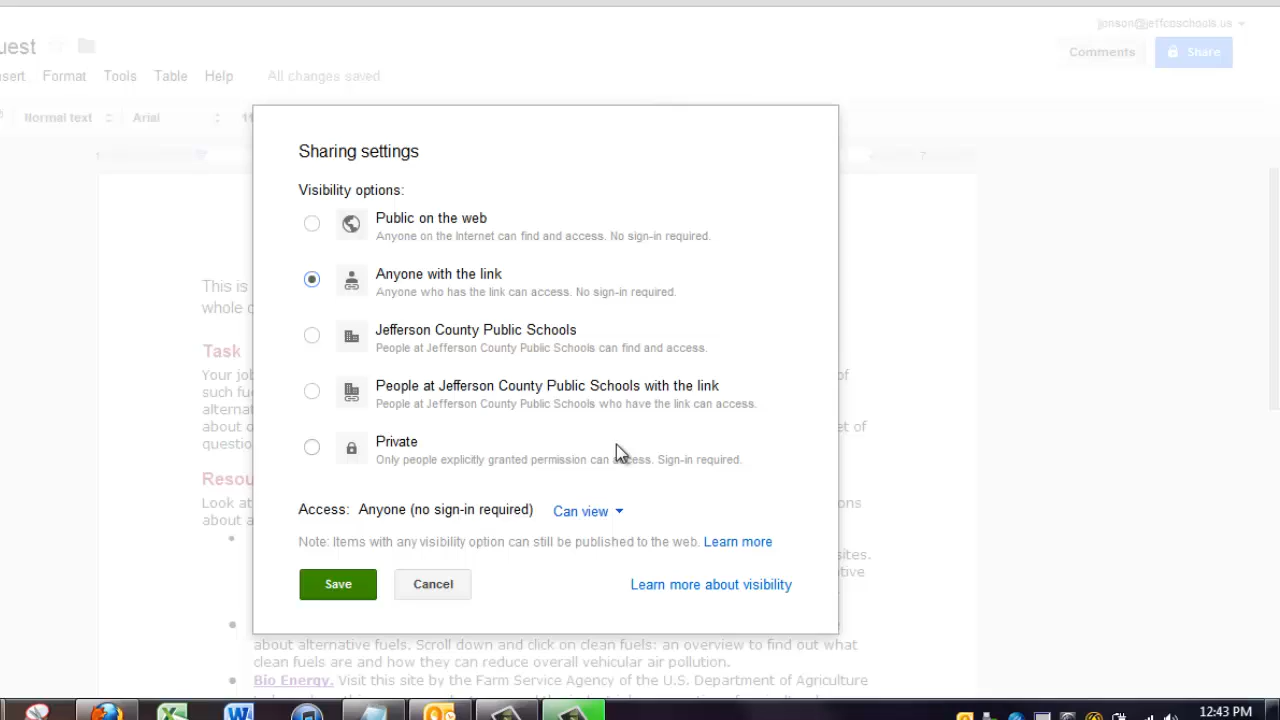 jonson@jeffcoschools.us
uest
Comments
Share
sert Format Tools Table Help All changes saved
Normal text Arial 11
7
Sharing settings
Visibility options:
Public on the web
Anyone on the Internet can find and access. No sign-in required.
Anyone with the link
Anyone who has the link can access. No sign-in required.
This is
whole
Jefferson County Public Schools
People at Jefferson County Public Schools can find and access.
Task
Your jo
of
People at Jefferson County Public Schools with the link
People at Jefferson County Public Schools who have the link can access.
such fu
alterna
about o
et of
questio
Private
Only people explicitly granted permission can access. Sign-in required.
Resou
Look at
ons
about a
Access: Anyone (no sign-in required) Can view
Note: Items with any visibility option can still be published to the web. Learn more
sites.
ative
Save Cancel Learn more about visibility
about alternative fuels. Scroll down and click on clean fuels: an overview to find out what
clean fuels are and how they can reduce overall vehicular air pollution.
Bio Energy. Visit this site by the Farm Service Agency of the U.S. Department of Agriculture
12:43 PM